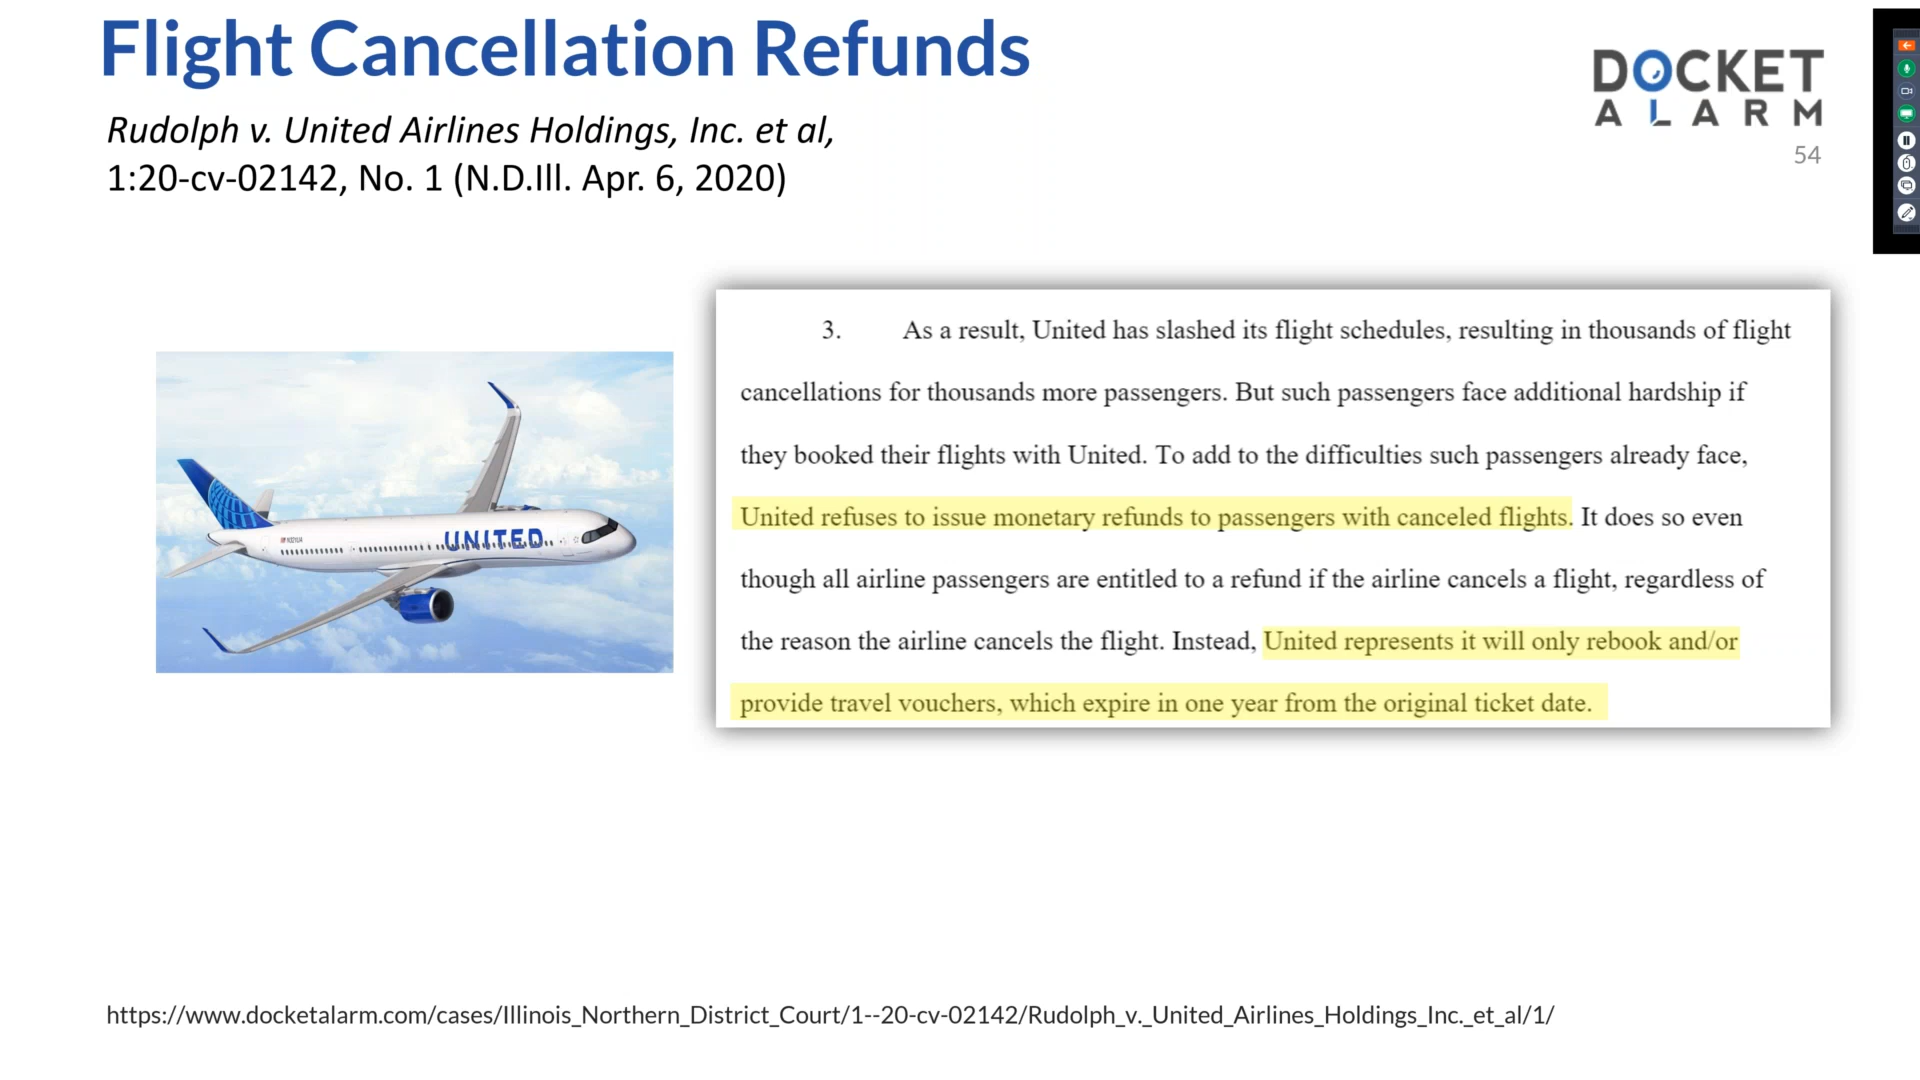 Flight Cancellation Refunds
Rudolph v. United Airlines Holdings, Inc. et al,
1:20-cv-02142, No. 1 (N.D.Ill. Apr. 6, 2020)
DOCKET
ALARM
54
3. As a result, United has slashed its flight schedules, resulting in thousands of flight
cancellations for thousands more passengers. But such passengers face additional hardship if
they booked their flights with United. To add to the difficulties such passengers already face,
United refuses to issue monetary refunds to passengers with canceled flights. It does so even
though all airline passengers are entitled to a refund if the airline cancels a flight, regardless of
the reason the airline cancels the flight. Instead, United represents it will only rebook and/or
provide travel vouchers, which expire in one year from the original ticket date.
UNITED
https://www.docketalarm.com/cases/Illinois_Northern_District_Court/1--20-cv-02142/Rudolph_v._United_Airlines_Holdings_Inc._et_al/1/